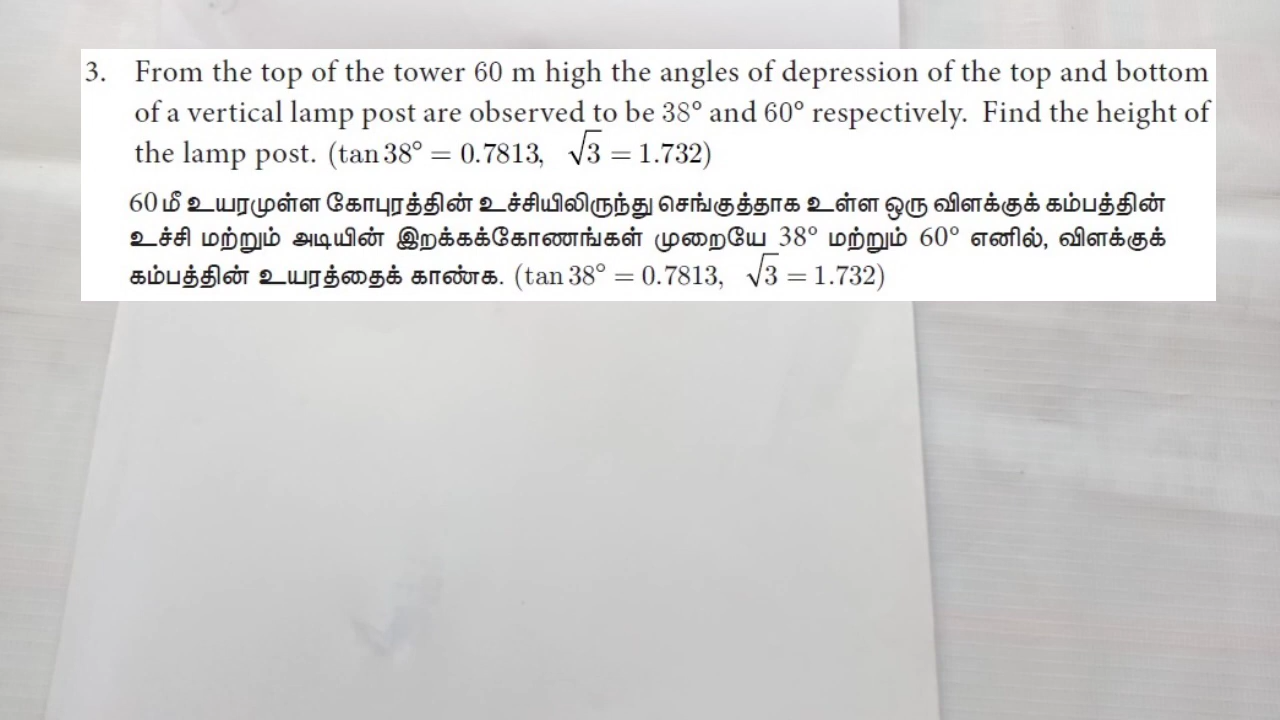 3. From the top of the tower 60 m high the angles of depression of the top and bottom
of a vertical lamp post are observed to be 38° and 60° respectively. Find the height of
the lamp post. (tan 38° = 0.7813, √3 = 1.732)
60 மீ உயரமுள்ள கோபுரத்தின் உச்சியிலிருந்து செங்குத்தாக உள்ள ஒரு விளக்குக் கம்பத்தின்
உச்சி மற்றும் அடியின் இறக்கக்கோணங்கள் முறையே 38° மற்றும் 60° எனில், விளக்குக்
கம்பத்தின் உயரத்தைக் காண்க. (tan 38° = 0.7813, √3 = 1.732)